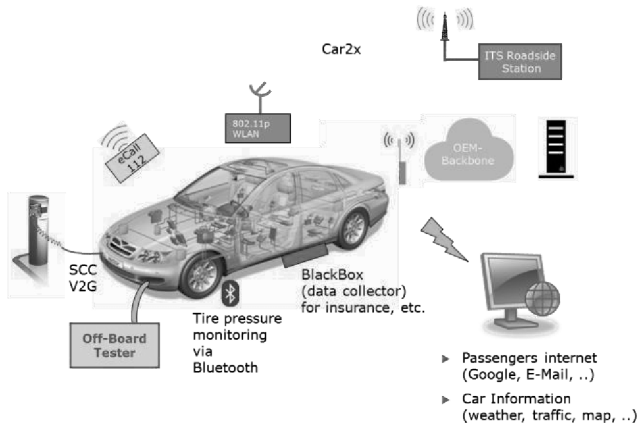 Car2x
ITS Roadside
Station
802.11p
WLAN
eCall
112
OEM-
Backbone
SCC
V2G
BlackBox
(data collector)
for insurance, etc.
Off-Board
Tester
Tire pressure
monitoring
via
Bluetooth
Passengers internet
(Google, E-Mail, ..)
Car Information
(weather, traffic, map, ..)